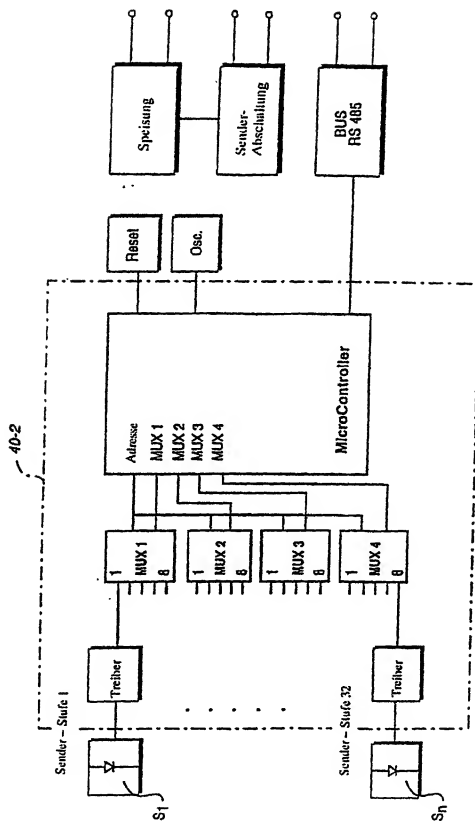 40-2
Speisung
Sender-
Abschaltung
BUS
RS 485
Reset
Osc.
Adresse
MUX 1
MUX 2
MUX 3
MUX 4
MicroController
1
MUX 1
8
1
MUX 2
8
1
MUX 3
8
1
MUX 4
8
Treiber
Treiber
Sender – Stufe 1
Sender – Stufe 32
S1
Sn